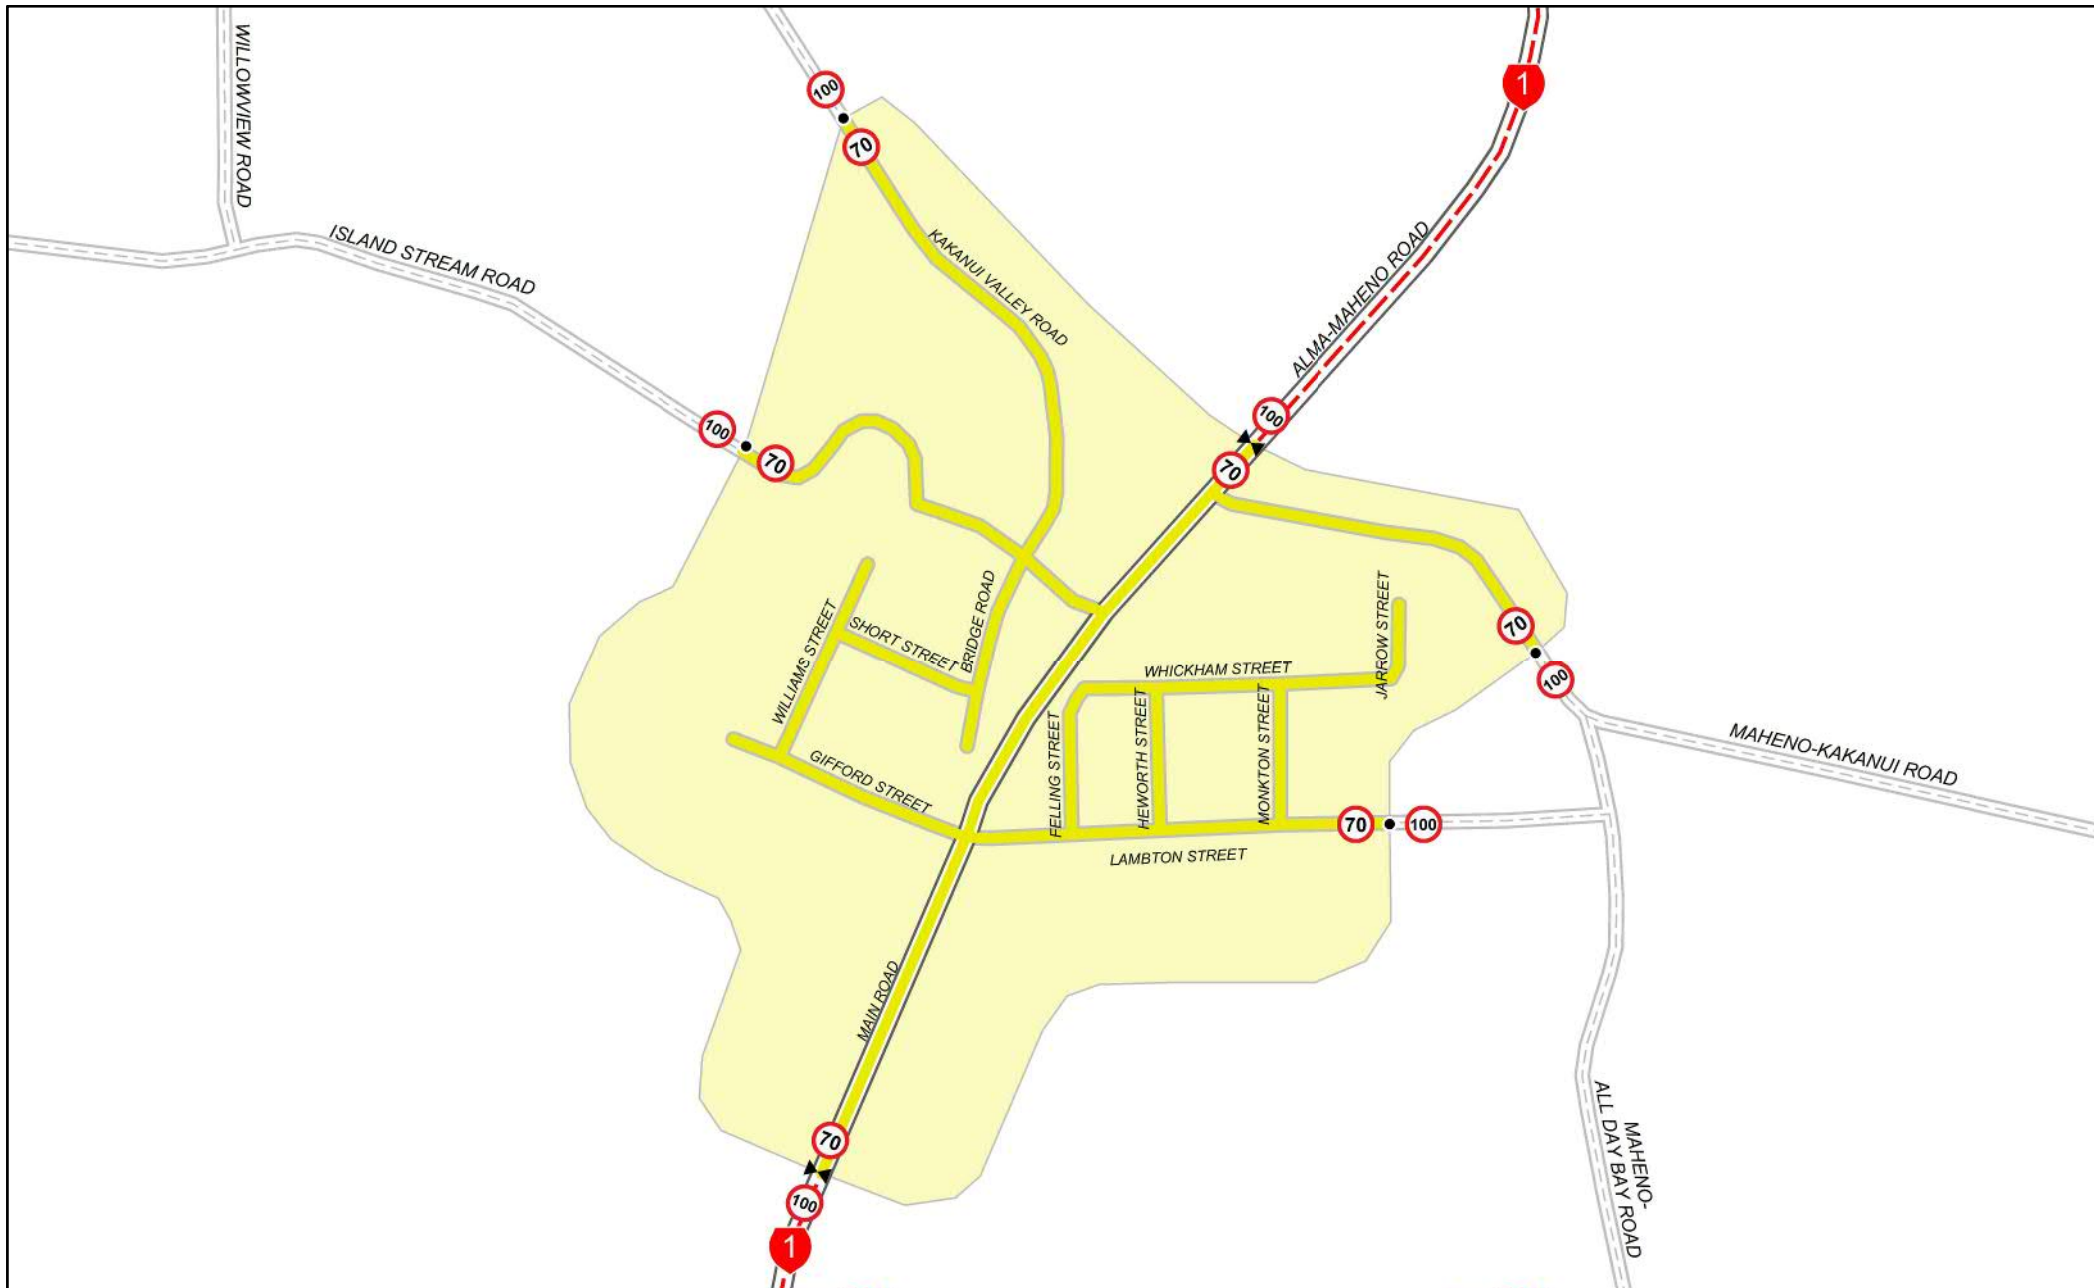 1
100
WILLOWVIEW ROAD
70
ISLAND STREAM ROAD
KAKANUI VALLEY ROAD
ALMA-MAHENO ROAD
100
100
70
70
JARROW STREET
BRIDGE ROAD
WILLIAMS STREET
SHORT STREET
70
WHICKHAM STREET
100
FELLING STREET
HEWORTH STREET
MONKTON STREET
MAHENO-KAKANUI ROAD
GIFFORD STREET
70
100
LAMBTON STREET
MAIN ROAD
70
MAHENO-
ALL DAY BAY ROAD
100
1